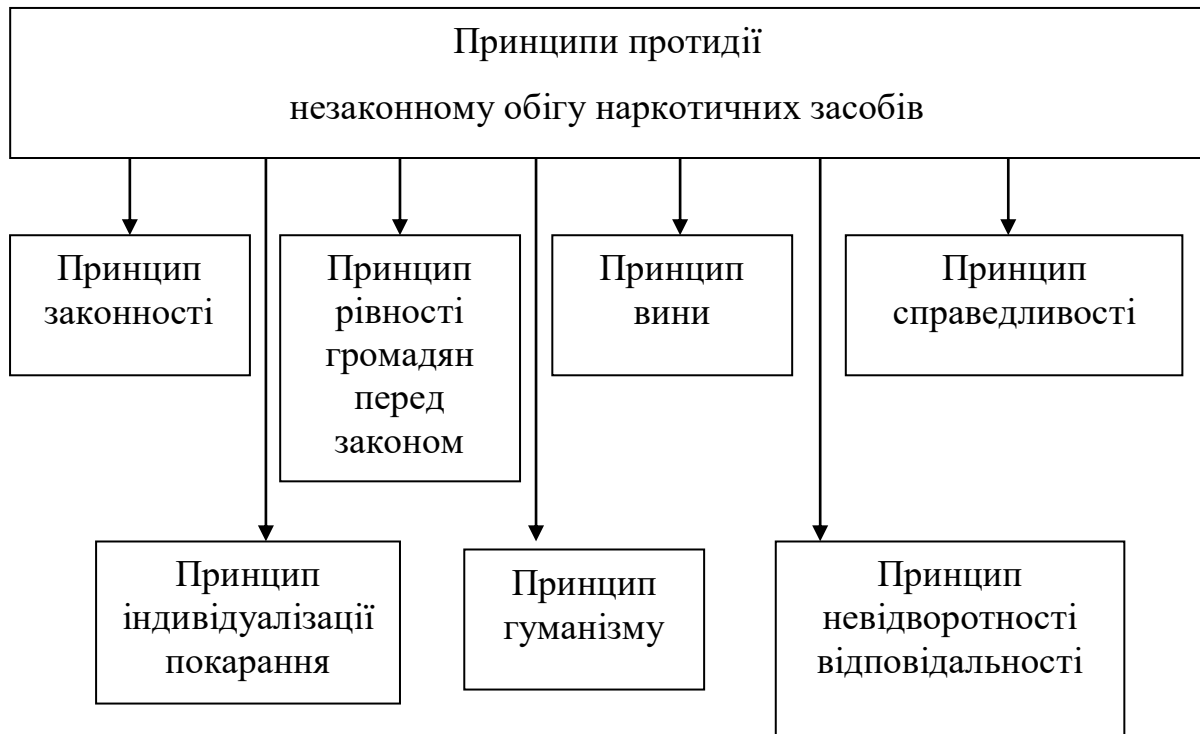 Принципи протидії
незаконному обігу наркотичних засобів
Принцип
законності
Принцип
рівності
громадян
перед
законом
Принцип
вини
Принцип
справедливості
Принцип
індивідуалізації
покарання
Принцип
гуманізму
Принцип
невідворотності
відповідальності